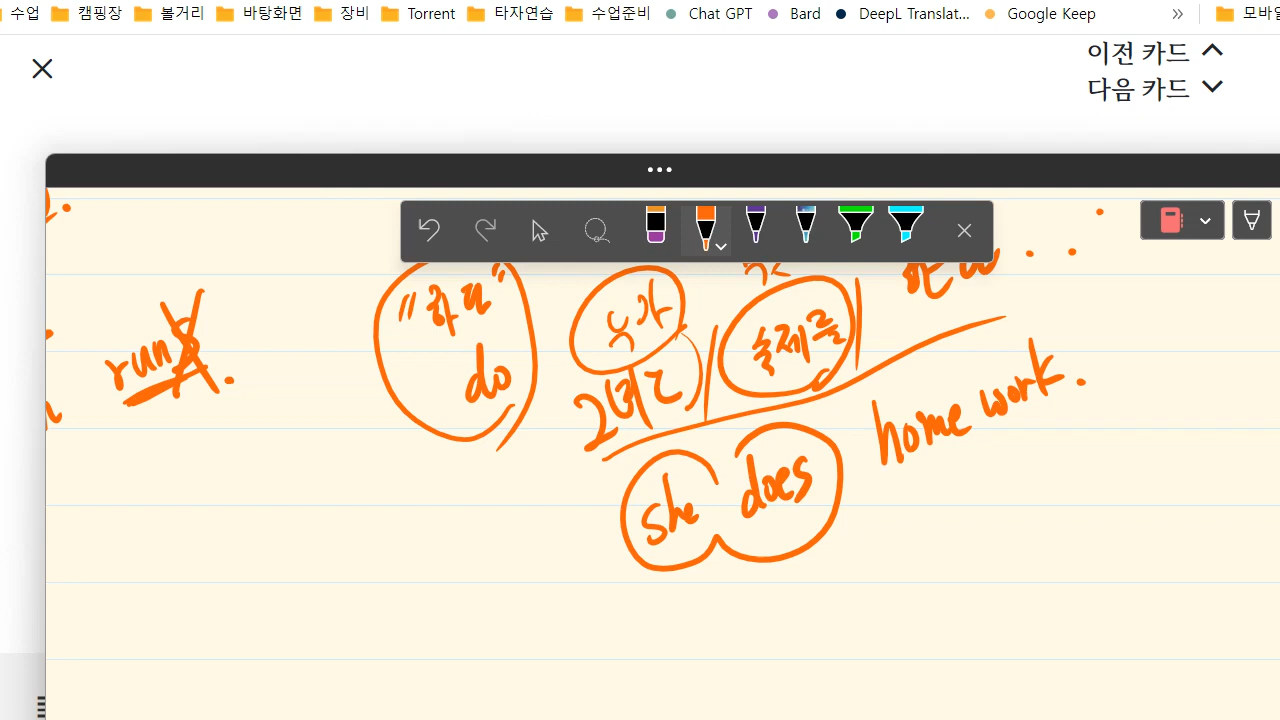 수업 캠핑장 볼거리 바탕화면 장비 Torrent 타자연습 수업준비 Chat GPT Bard DeepL Translat... Google Keep » 모바일
이전 카드
다음 카드
"하다" 누가 숙제를
run do 그녀는
she does home work.